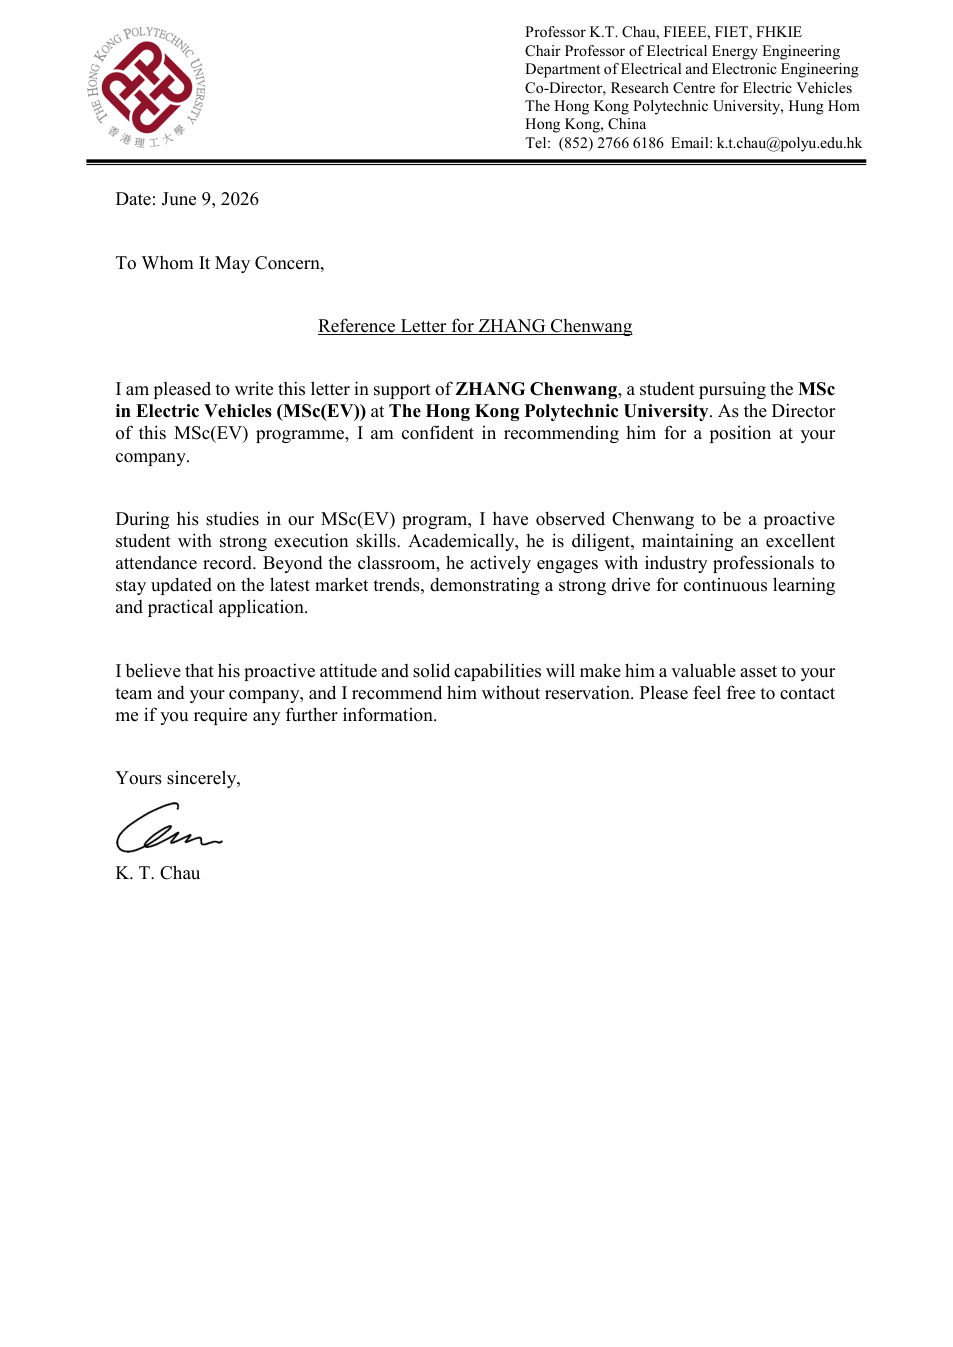 THE HONG KONG POLYTECHNIC UNIVERSITY
香港理工大學
Professor K.T. Chau, FIEEE, FIET, FHKIE
Chair Professor of Electrical Energy Engineering
Department of Electrical and Electronic Engineering
Co-Director, Research Centre for Electric Vehicles
The Hong Kong Polytechnic University, Hung Hom
Hong Kong, China
Tel:  (852) 2766 6186  Email: k.t.chau@polyu.edu.hk
Date: June 9, 2026
To Whom It May Concern,
Reference Letter for ZHANG Chenwang
I am pleased to write this letter in support of ZHANG Chenwang, a student pursuing the MSc
in Electric Vehicles (MSc(EV)) at The Hong Kong Polytechnic University. As the Director
of this MSc(EV) programme, I am confident in recommending him for a position at your
company.
During his studies in our MSc(EV) program, I have observed Chenwang to be a proactive
student with strong execution skills. Academically, he is diligent, maintaining an excellent
attendance record. Beyond the classroom, he actively engages with industry professionals to
stay updated on the latest market trends, demonstrating a strong drive for continuous learning
and practical application.
I believe that his proactive attitude and solid capabilities will make him a valuable asset to your
team and your company, and I recommend him without reservation. Please feel free to contact
me if you require any further information.
Yours sincerely,
K. T. Chau